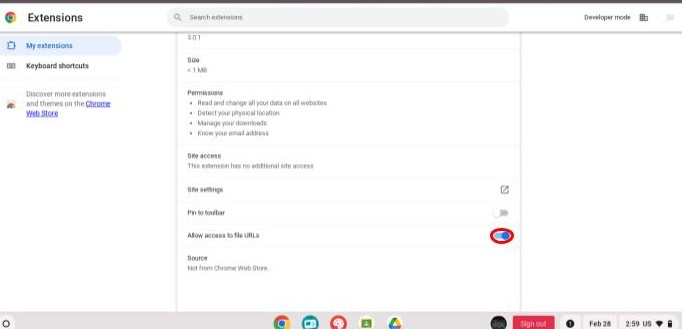 Extensions
Search extensions
Developer mode
My extensions
Keyboard shortcuts
Discover more extensions
and themes on the Chrome
Web Store
3.0.1
Size
< 1 MB
Permissions
Read and change all your data on all websites
Detect your physical location
Manage your downloads
Know your email address
Site access
This extension has no additional site access
Site settings
Pin to toolbar
Allow access to file URLs
Source
Not from Chrome Web Store.
Sign out
1
Feb 28
2:59 US